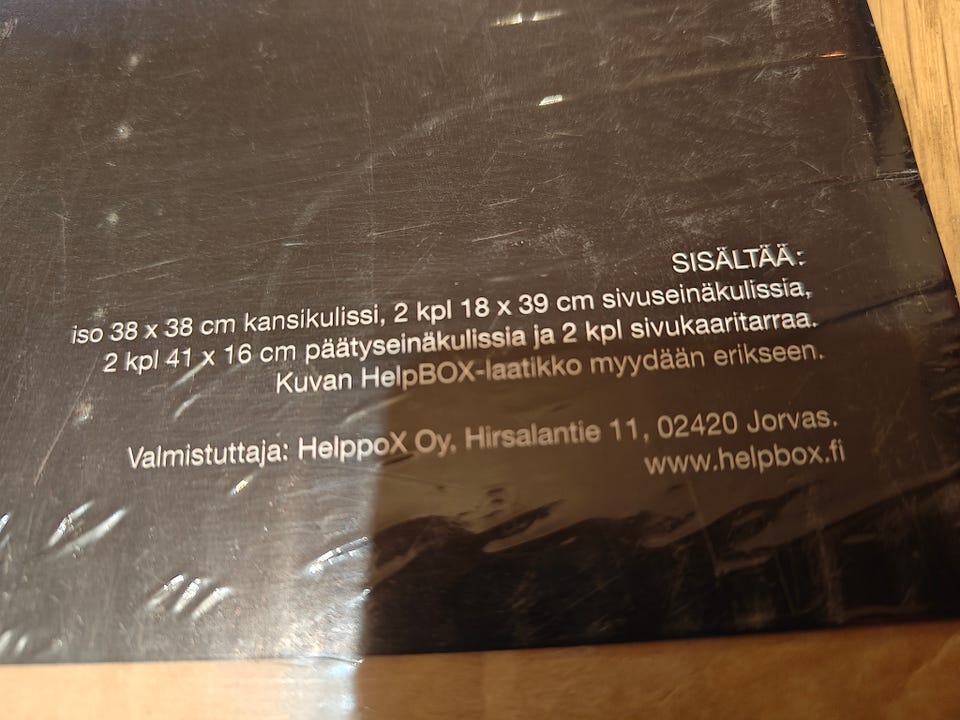 SISÄLTÄÄ:
iso 38 x 38 cm kansikulissi, 2 kpl 18 x 39 cm sivuseinäkulissia,
2 kpl 41 x 16 cm päätyseinäkulissia ja 2 kpl sivukaaritarraa.
Kuvan HelpBOX-laatikko myydään erikseen.
Valmistuttaja: HelppoX Oy, Hirsalantie 11, 02420 Jorvas.
www.helpbox.fi